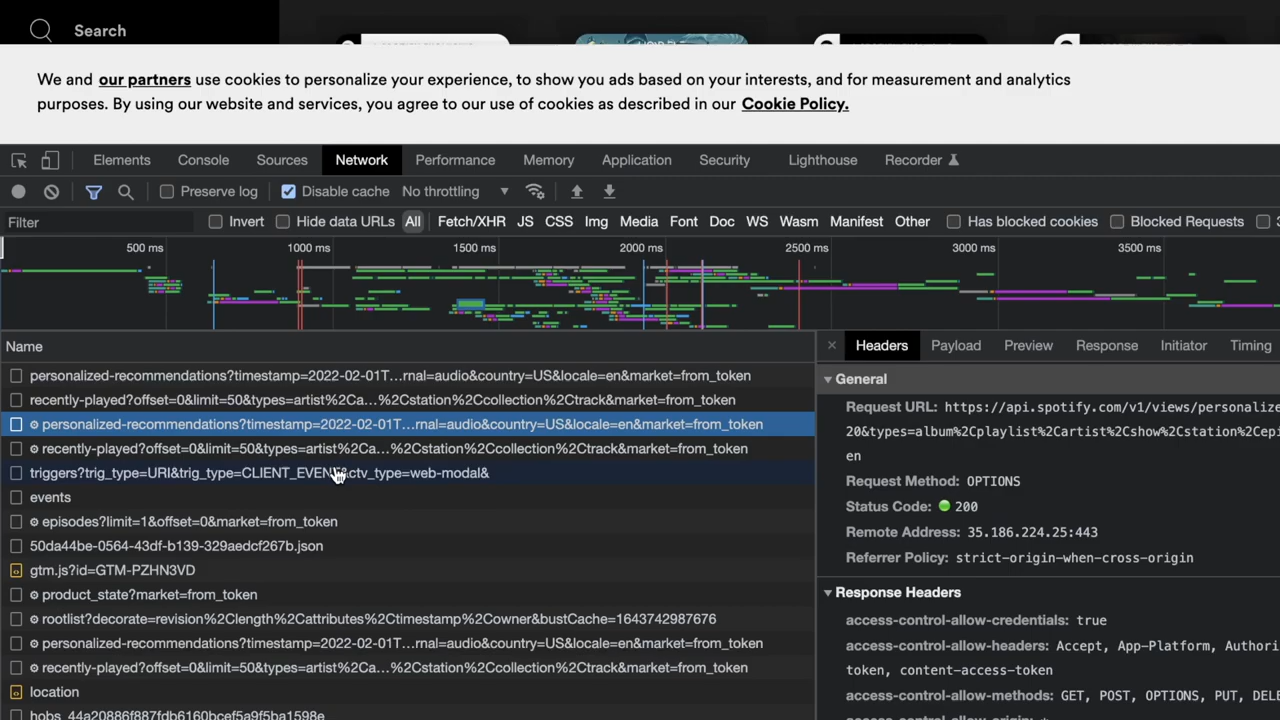 Search
We and our partners use cookies to personalize your experience, to show you ads based on your interests, and for measurement and analytics
purposes. By using our website and services, you agree to our use of cookies as described in our Cookie Policy.
Elements Console Sources Network Performance Memory Application Security Lighthouse Recorder
Preserve log Disable cache No throttling
Filter Invert Hide data URLs All Fetch/XHR JS CSS Img Media Font Doc WS Wasm Manifest Other Has blocked cookies Blocked Requests
500 ms 1000 ms 1500 ms 2000 ms 2500 ms 3000 ms 3500 ms
Name
personalized-recommendations?timestamp=2022-02-01T...rnal=audio&country=US&locale=en&market=from_token
recently-played?offset=0&limit=50&types=artist%2Ca...%2Cstation%2Ccollection%2Ctrack&market=from_token
personalized-recommendations?timestamp=2022-02-01T...rnal=audio&country=US&locale=en&market=from_token
recently-played?offset=0&limit=50&types=artist%2Ca...%2Cstation%2Ccollection%2Ctrack&market=from_token
triggers?trig_type=URI&trig_type=CLIENT_EVENT&ctv_type=web-modal&
events
episodes?limit=1&offset=0&market=from_token
50da44be-0564-43df-b139-329aedcf267b.json
gtm.js?id=GTM-PZHN3VD
product_state?market=from_token
rootlist?decorate=revision%2Clength%2Cattributes%2Ctimestamp%2Cowner&bustCache=1643742987676
personalized-recommendations?timestamp=2022-02-01T...rnal=audio&country=US&locale=en&market=from_token
recently-played?offset=0&limit=50&types=artist%2Ca...%2Cstation%2Ccollection%2Ctrack&market=from_token
location
hobs_44a20886f887fdb6160bcef5a9f5ba1598e
Headers Payload Preview Response Initiator Timing
General
Request URL: https://api.spotify.com/v1/views/personalize
20&types=album%2Cplaylist%2Cartist%2Cshow%2Cstation%2Cepi
en
Request Method: OPTIONS
Status Code: 200
Remote Address: 35.186.224.25:443
Referrer Policy: strict-origin-when-cross-origin
Response Headers
access-control-allow-credentials: true
access-control-allow-headers: Accept, App-Platform, Authori
token, content-access-token
access-control-allow-methods: GET, POST, OPTIONS, PUT, DELE